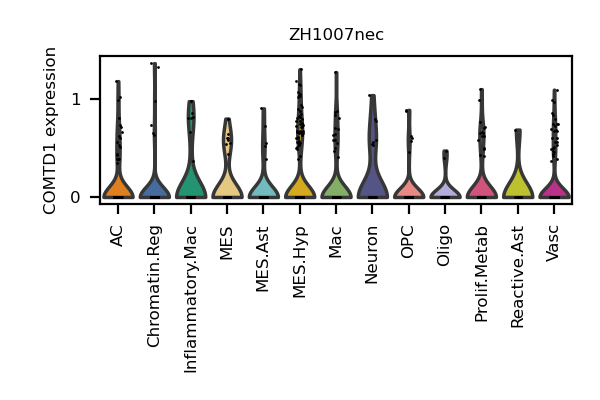 ZH1007nec
COMTD1 expression
1
0
AC
Chromatin.Reg
Inflammatory.Mac
MES
MES.Ast
MES.Hyp
Mac
Neuron
OPC
Oligo
Prolif.Metab
Reactive.Ast
Vasc